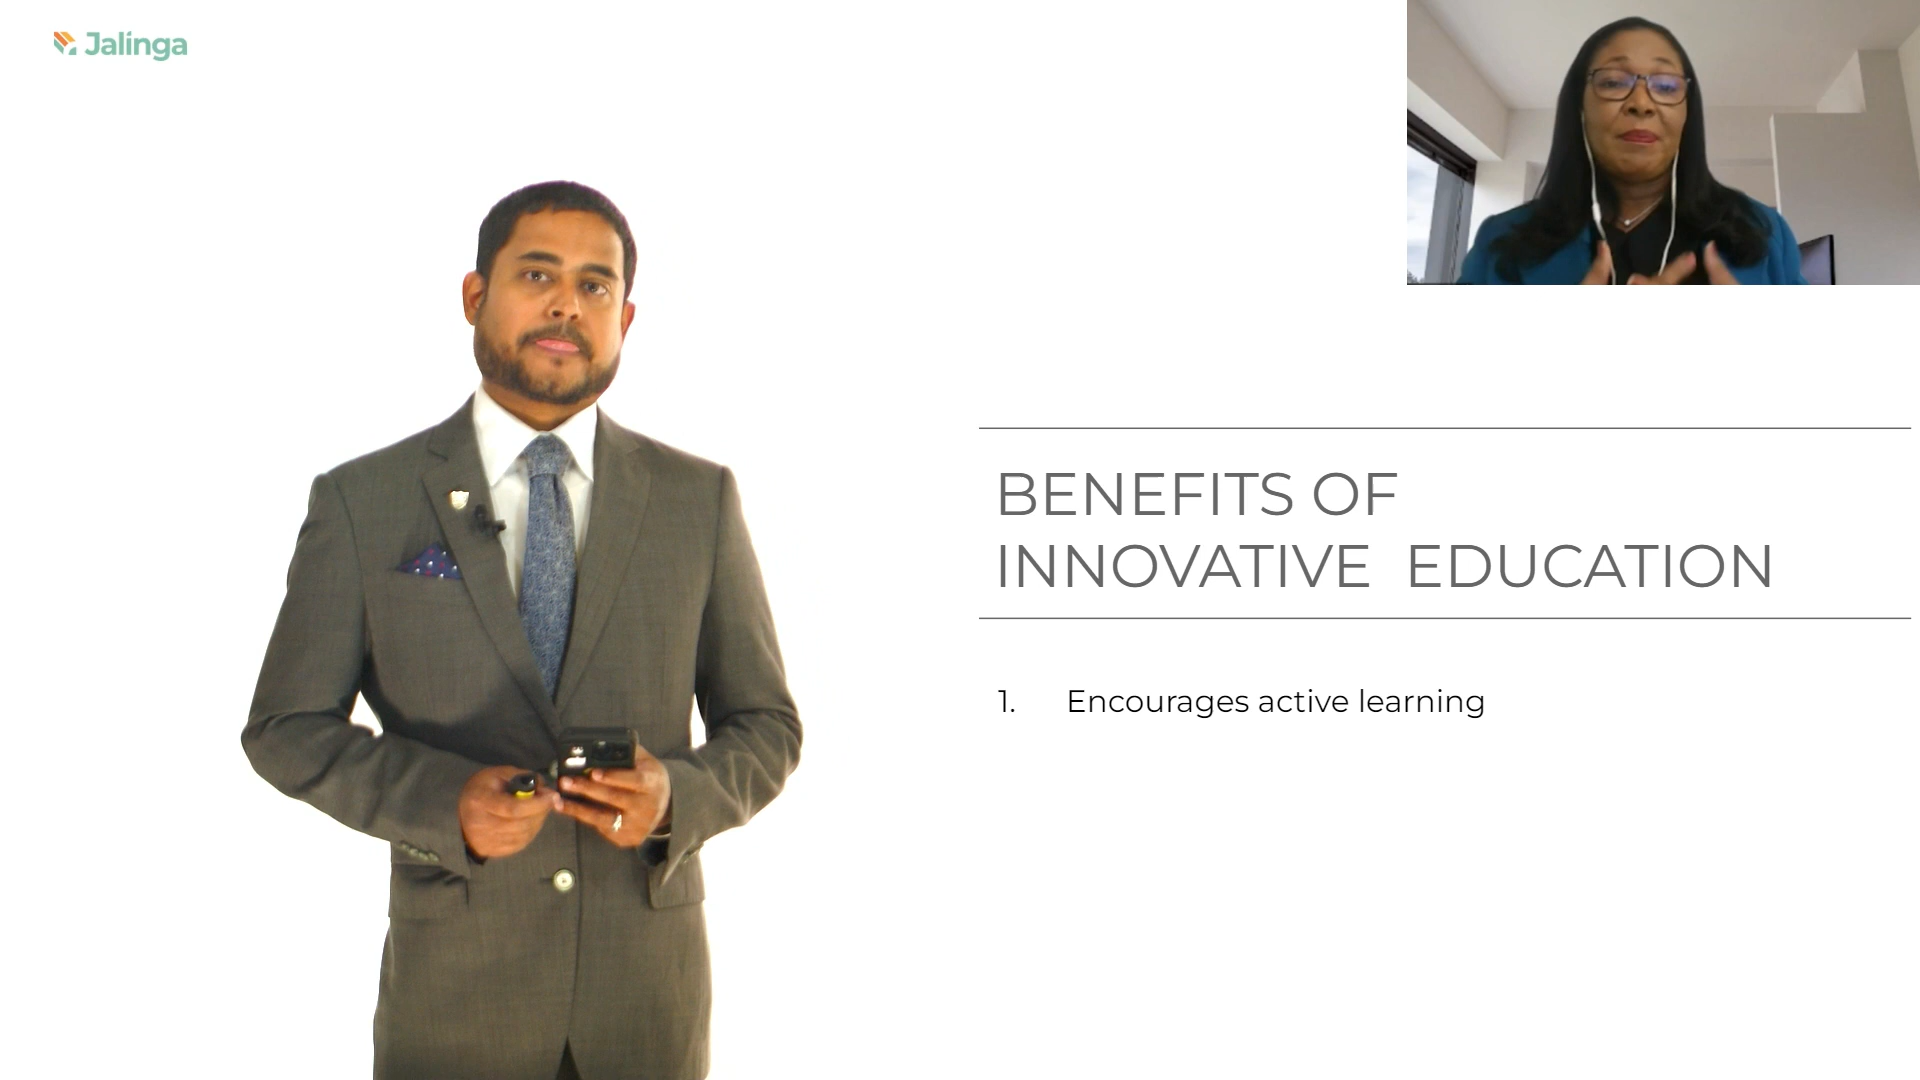 Jalinga
BENEFITS OF
INNOVATIVE EDUCATION
1. Encourages active learning